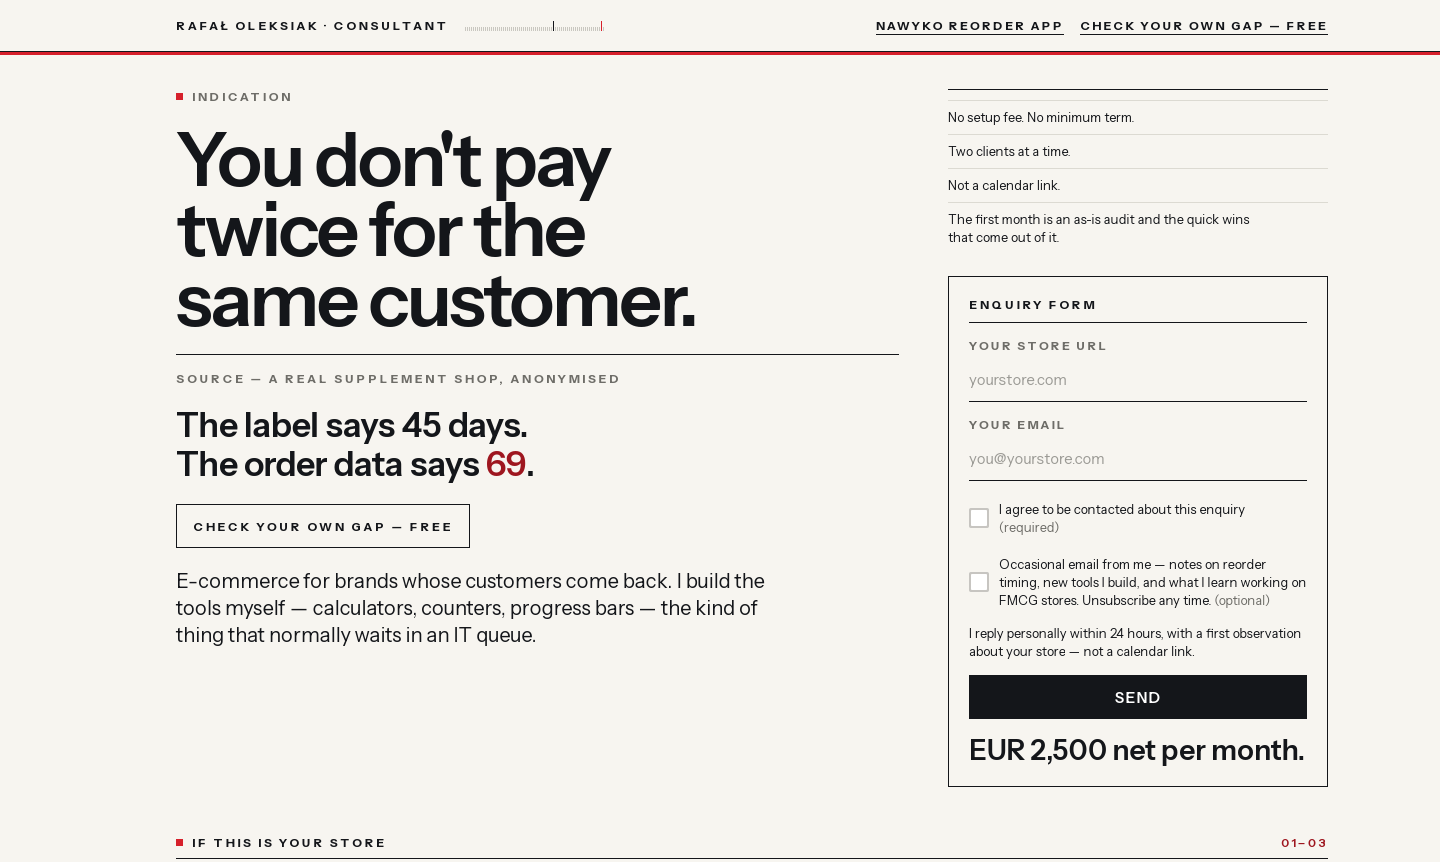 RAFAŁ OLEKSIAK · CONSULTANT
NAWYKO REORDER APP
CHECK YOUR OWN GAP — FREE
INDICATION
You don't pay
twice for the
same customer.
SOURCE — A REAL SUPPLEMENT SHOP, ANONYMISED
The label says 45 days.
The order data says 69.
CHECK YOUR OWN GAP — FREE
E-commerce for brands whose customers come back. I build the
tools myself — calculators, counters, progress bars — the kind of
thing that normally waits in an IT queue.
No setup fee. No minimum term.
Two clients at a time.
Not a calendar link.
The first month is an as-is audit and the quick wins
that come out of it.
ENQUIRY FORM
YOUR STORE URL
yourstore.com
YOUR EMAIL
you@yourstore.com
I agree to be contacted about this enquiry
(required)
Occasional email from me — notes on reorder
timing, new tools I build, and what I learn working on
FMCG stores. Unsubscribe any time. (optional)
I reply personally within 24 hours, with a first observation
about your store — not a calendar link.
SEND
EUR 2,500 net per month.
IF THIS IS YOUR STORE
01–03